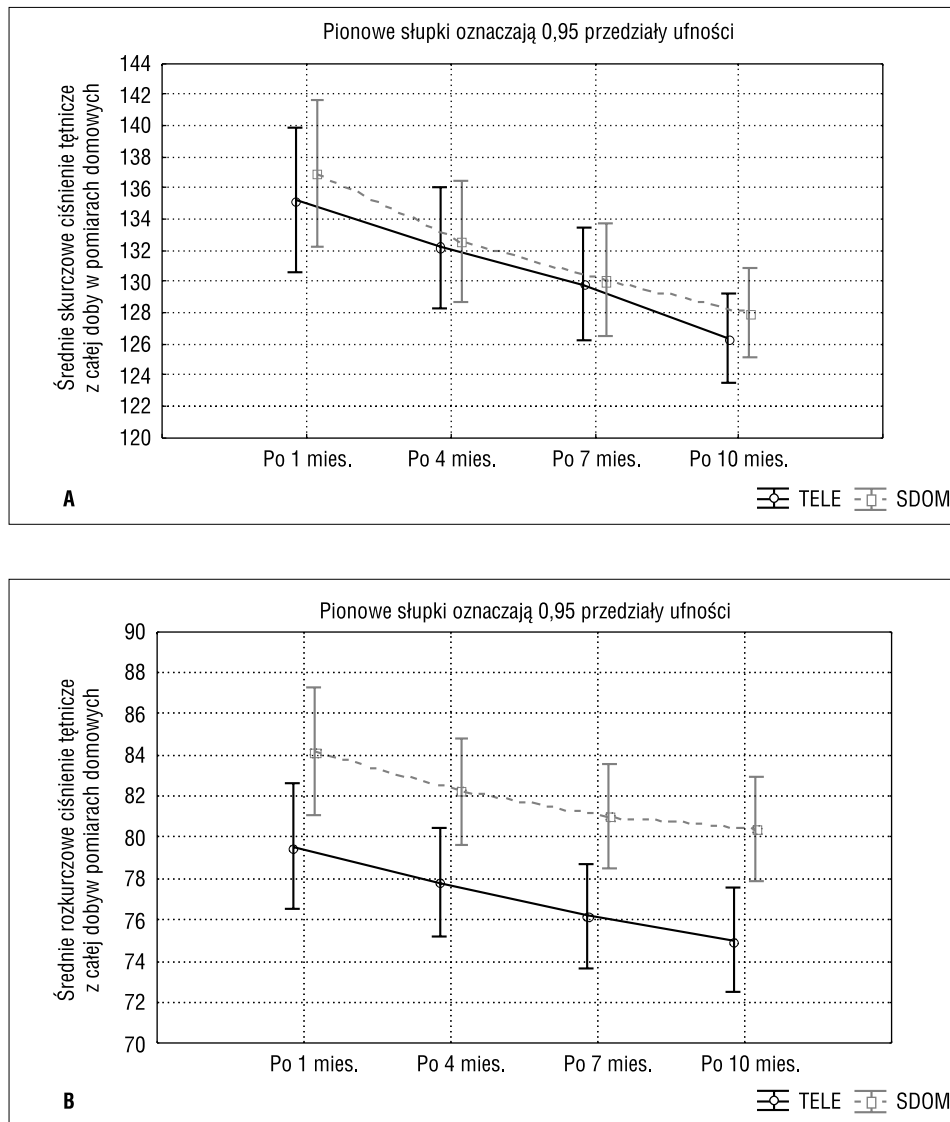 Pionowe słupki oznaczają 0,95 przedziały ufności
Średnie skurczowe ciśnienie tętnicze
z całej doby w pomiarach domowych
144
142
140
138
136
134
132
130
128
126
124
122
120
Po 1 mies. Po 4 mies. Po 7 mies. Po 10 mies.
A TELE SDOM
Pionowe słupki oznaczają 0,95 przedziały ufności
Średnie rozkurczowe ciśnienie tętnicze
z całej dobyw pomiarach domowych
90
88
86
84
82
80
78
76
74
72
70
Po 1 mies. Po 4 mies. Po 7 mies. Po 10 mies.
B TELE SDOM